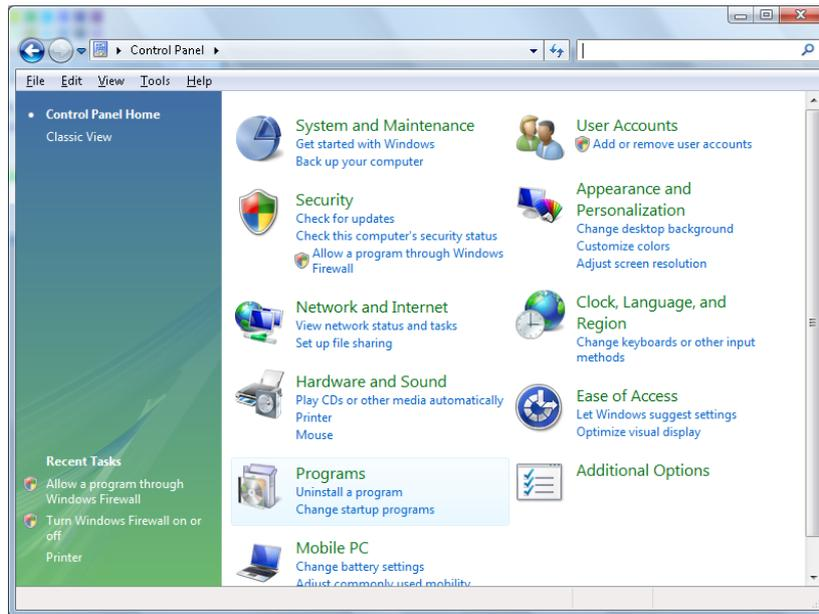 Control Panel
File Edit View Tools Help
Control Panel Home
Classic View
Recent Tasks
Allow a program through
Windows Firewall
Turn Windows Firewall on or
off
Printer
System and Maintenance
Get started with Windows
Back up your computer
Security
Check for updates
Check this computer's security status
Allow a program through Windows
Firewall
Network and Internet
View network status and tasks
Set up file sharing
Hardware and Sound
Play CDs or other media automatically
Printer
Mouse
Programs
Uninstall a program
Change startup programs
Mobile PC
Change battery settings
Adjust commonly used mobility
User Accounts
Add or remove user accounts
Appearance and
Personalization
Change desktop background
Customize colors
Adjust screen resolution
Clock, Language, and
Region
Change keyboards or other input
methods
Ease of Access
Let Windows suggest settings
Optimize visual display
Additional Options